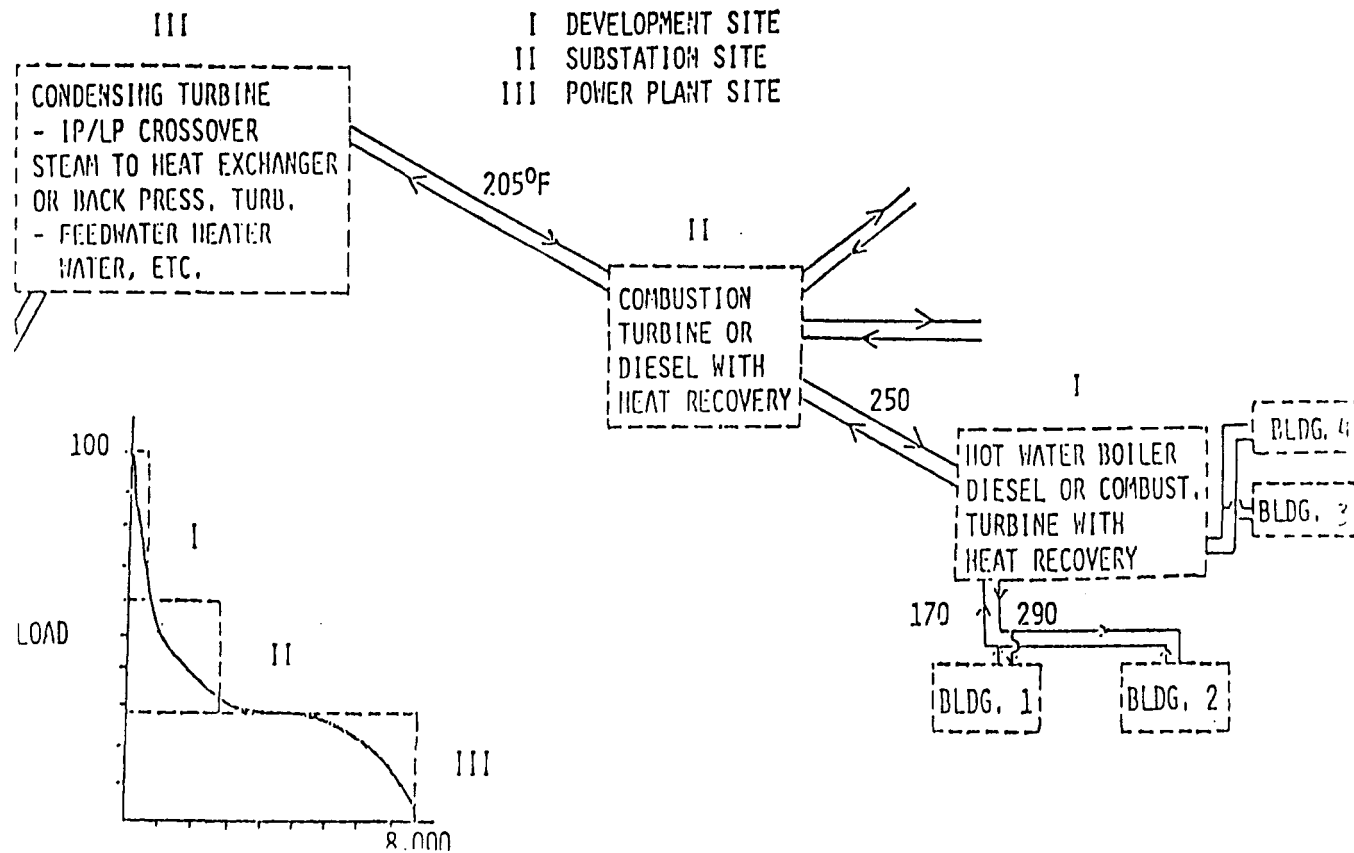 III
I DEVELOPMENT SITE
II SUBSTATION SITE
III POWER PLANT SITE
CONDENSING TURBINE
- IP/LP CROSSOVER
STEAM TO HEAT EXCHANGER
OR BACK PRESS. TURB.
- FEEDWATER HEATER
WATER, ETC.
205°F
II
COMBUSTION
TURBINE OR
DIESEL WITH
HEAT RECOVERY
250
I
HOT WATER BOILER
DIESEL OR COMBUST.
TURBINE WITH
HEAT RECOVERY
BLDG. 4
BLDG. 3
170
290
BLDG. 1
BLDG. 2
100
I
LOAD
II
III
8,000